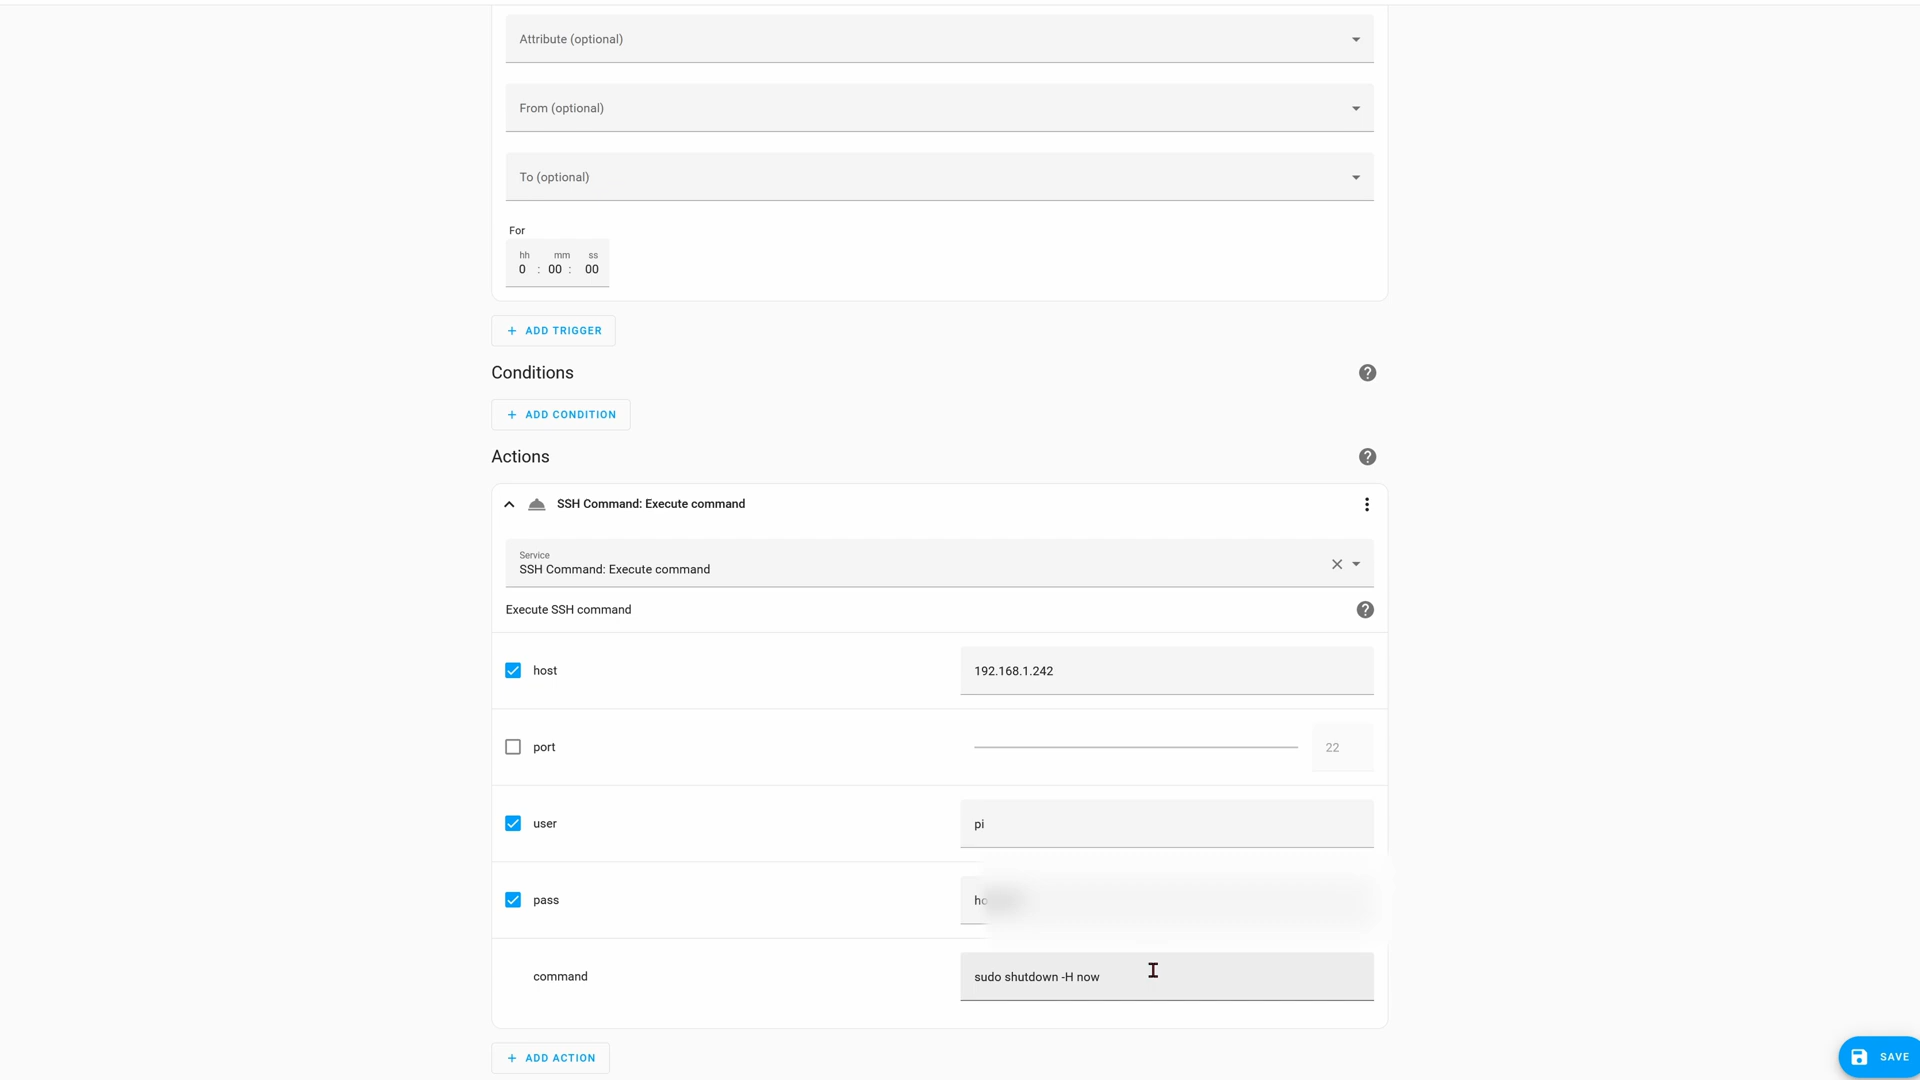 Attribute (optional)
From (optional)
To (optional)
For
hh mm ss
0 : 00 : 00
ADD TRIGGER
Conditions
ADD CONDITION
Actions
SSH Command: Execute command
Service
SSH Command: Execute command
Execute SSH command
host 192.168.1.242
port 22
user pi
pass
command sudo shutdown -H now
ADD ACTION
SAVE